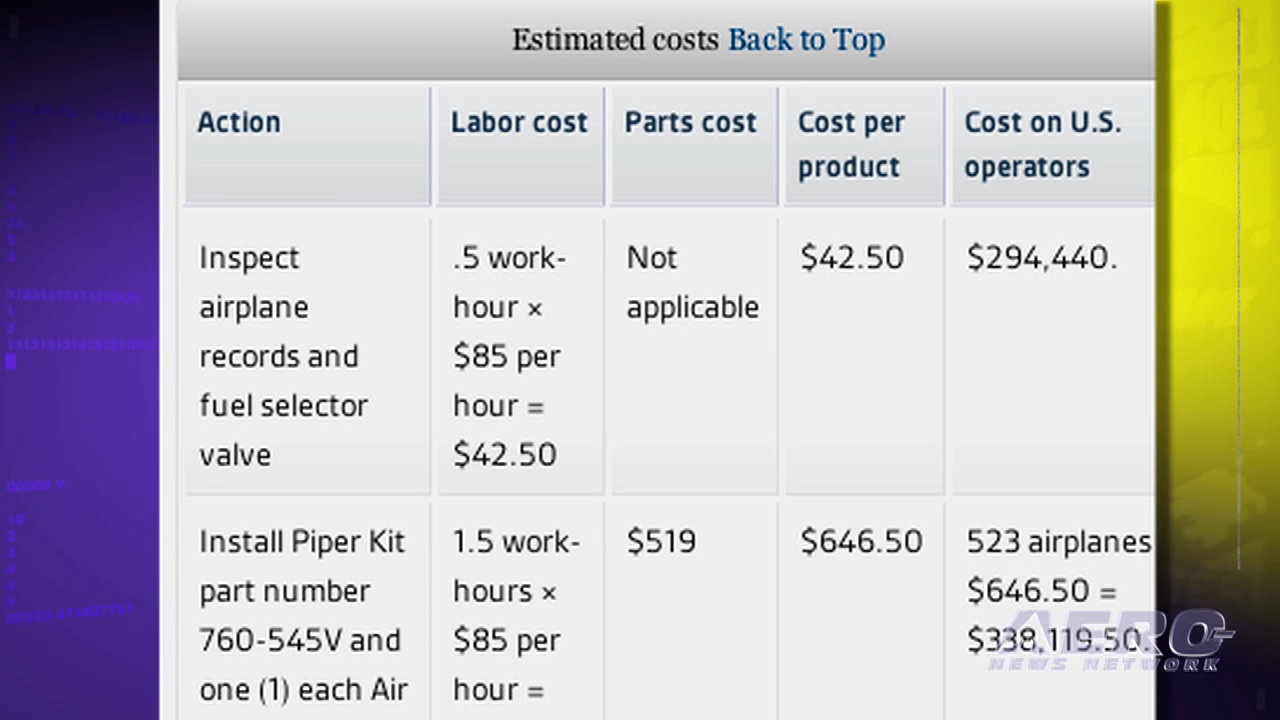 Estimated costs Back to Top
Action
Labor cost
Parts cost
Cost per
product
Cost on U.S.
operators
Inspect
airplane
records and
fuel selector
valve
.5 work-
hour ×
$85 per
hour =
$42.50
Not
applicable
$42.50
$294,440.
Install Piper Kit
part number
760-545V and
one (1) each Air
1.5 work-
hours ×
$85 per
hour =
$519
$646.50
523 airplanes
$646.50 =
$338,119.50.
AERO
NEWS NETWORK